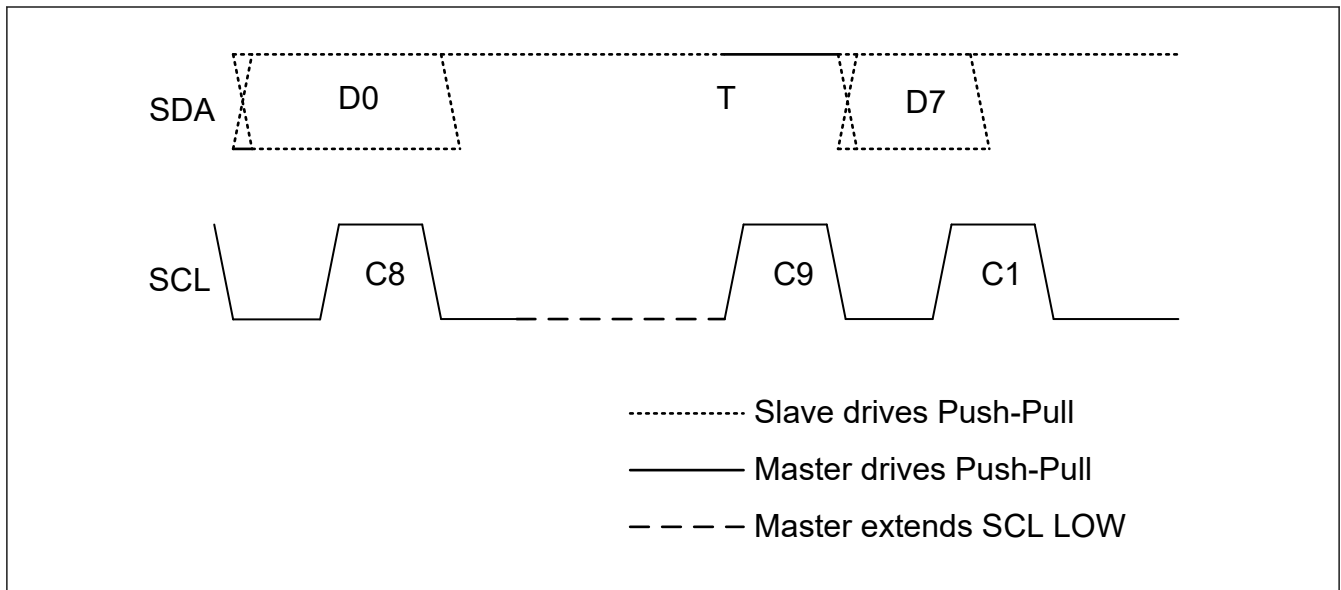 SDA D0 T D7
SCL C8 C9 C1
Slave drives Push-Pull
Master drives Push-Pull
Master extends SCL LOW